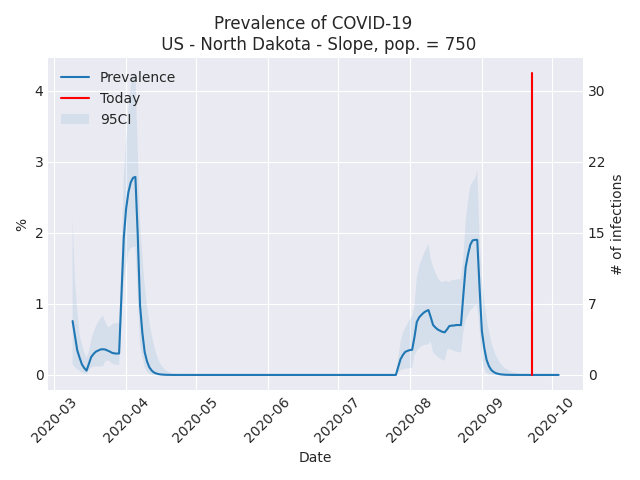 Prevalence of COVID-19
US - North Dakota - Slope, pop. = 750
Prevalence
Today
95CI
4
3
2
1
0
%
30
22
15
7
0
# of infections
2020-03
2020-04
2020-05
2020-06
2020-07
2020-08
2020-09
2020-10
Date